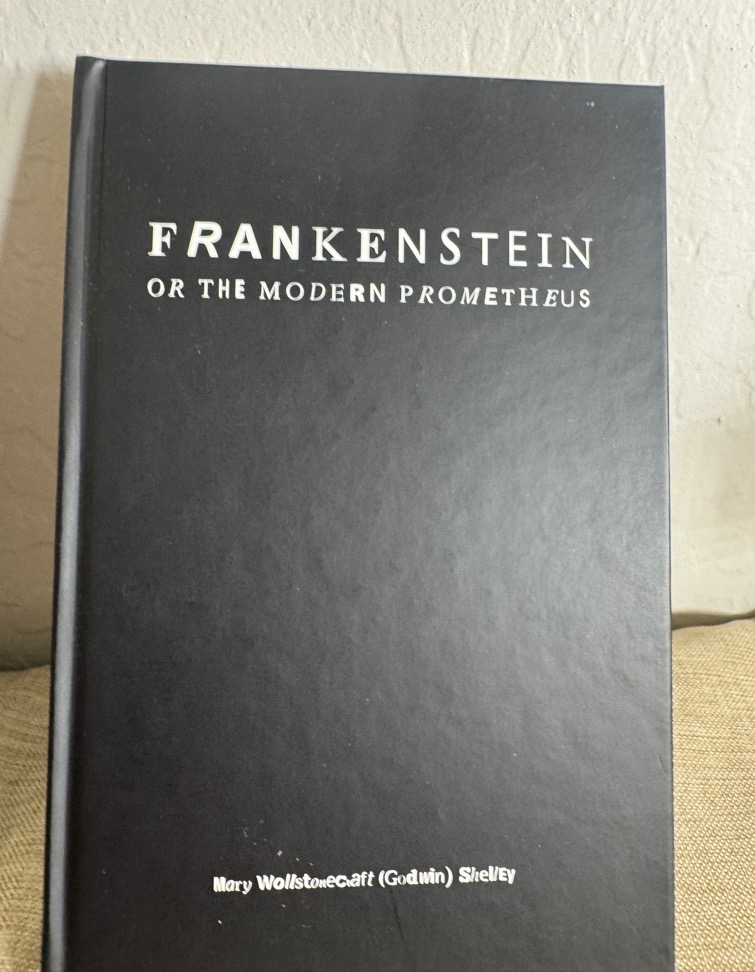 FRANKENSTEIN
OR THE MODERN PROMETHEUS
Mary Wollstonecraft (Godwin) Shelley